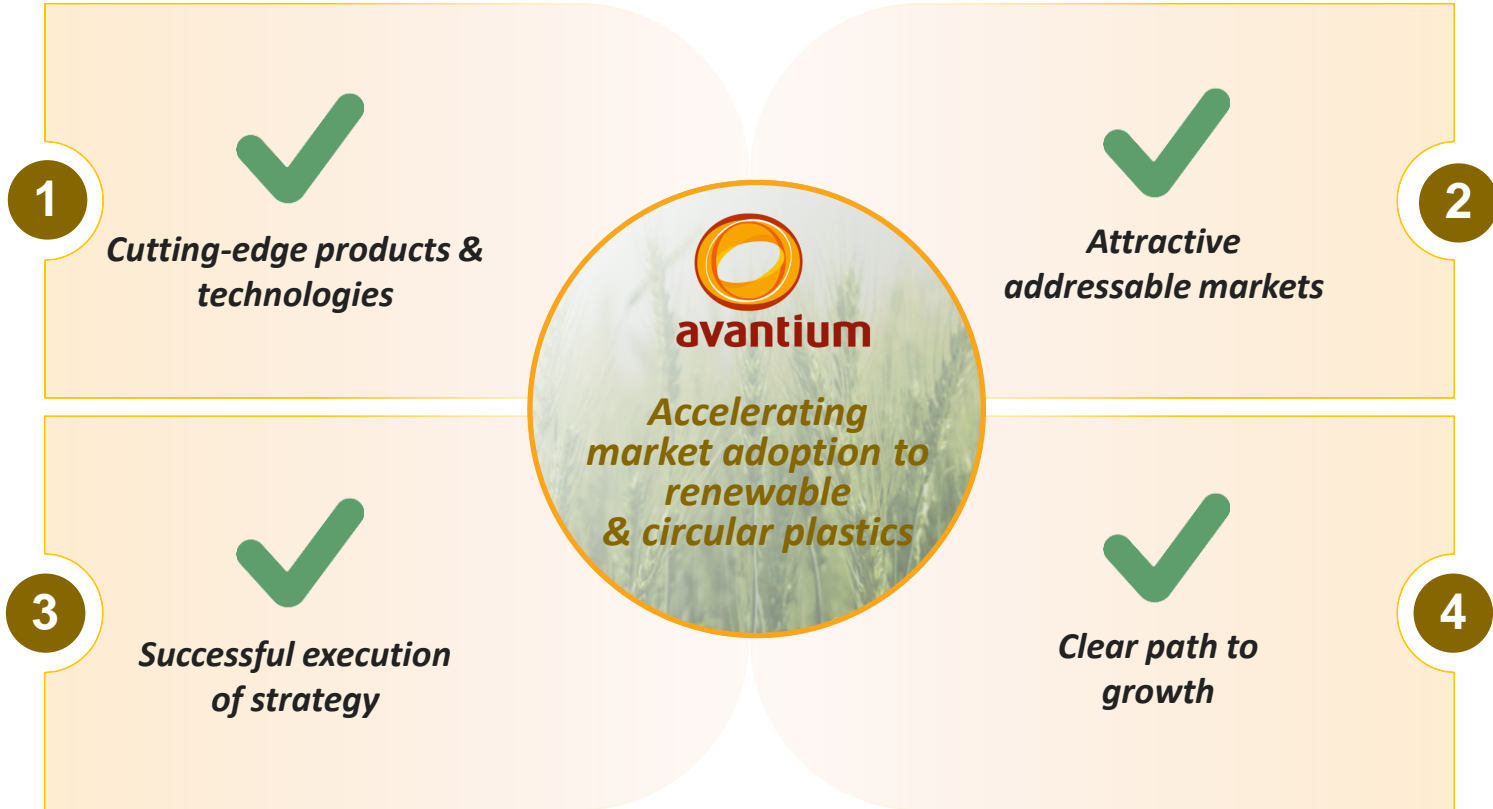 1
Cutting-edge products &
technologies
2
Attractive
addressable markets
avantium
Accelerating
market adoption to
renewable
& circular plastics
3
Successful execution
of strategy
4
Clear path to
growth